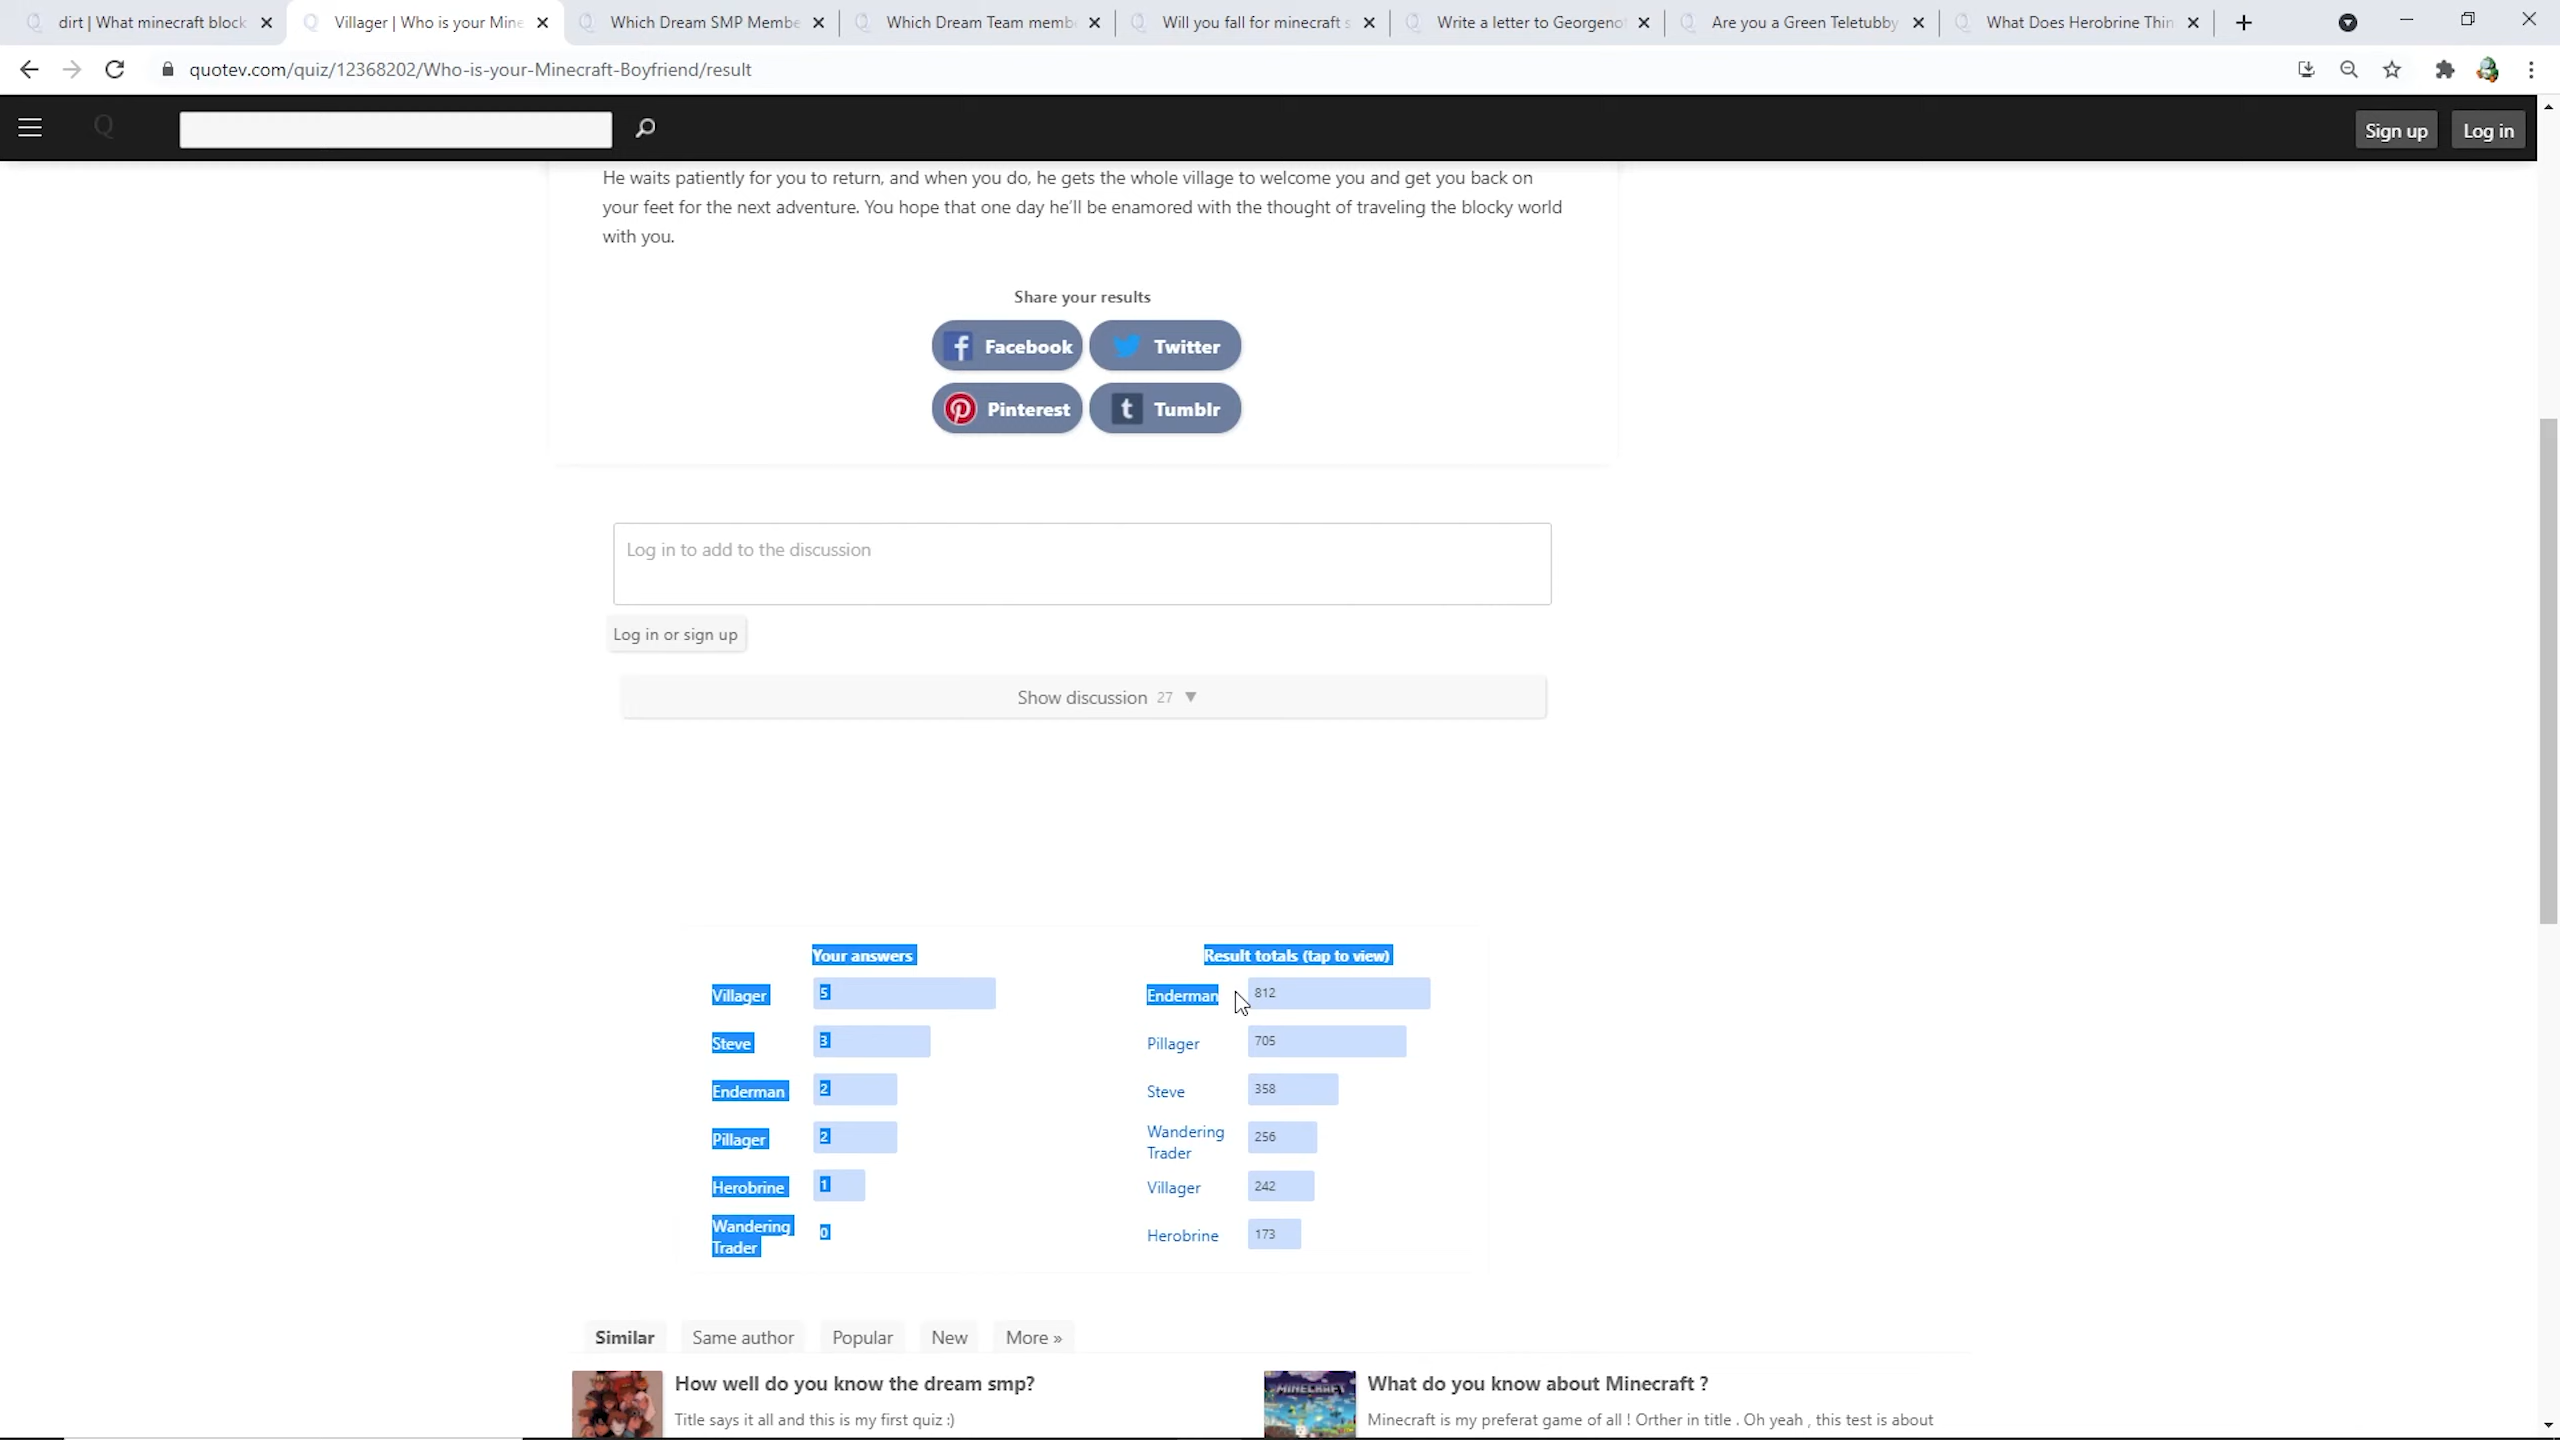 dirt | What minecraft block
Villager | Who is your Mine
Which Dream SMP Membe
Which Dream Team memb
Will you fall for minecraft s
Write a letter to Georgeno
Are you a Green Teletubby
What Does Herobrine Thin
quotev.com/quiz/12368202/Who-is-your-Minecraft-Boyfriend/result
Q
Sign up
Log in
He waits patiently for you to return, and when you do, he gets the whole village to welcome you and get you back on
your feet for the next adventure. You hope that one day he'll be enamored with the thought of traveling the blocky world
with you.
Share your results
Facebook
Twitter
Pinterest
Tumblr
Log in to add to the discussion
Log in or sign up
Show discussion 27 ▼
Your answers
Villager 5
Steve 3
Enderman 2
Pillager 2
Herobrine 1
Wandering
Trader 0
Result totals (tap to view)
Enderman 812
Pillager 705
Steve 358
Wandering
Trader 256
Villager 242
Herobrine 173
Similar
Same author
Popular
New
More »
How well do you know the dream smp?
Title says it all and this is my first quiz :)
MINECRAFT
What do you know about Minecraft ?
Minecraft is my preferat game of all ! Orther in title . Oh yeah , this test is about